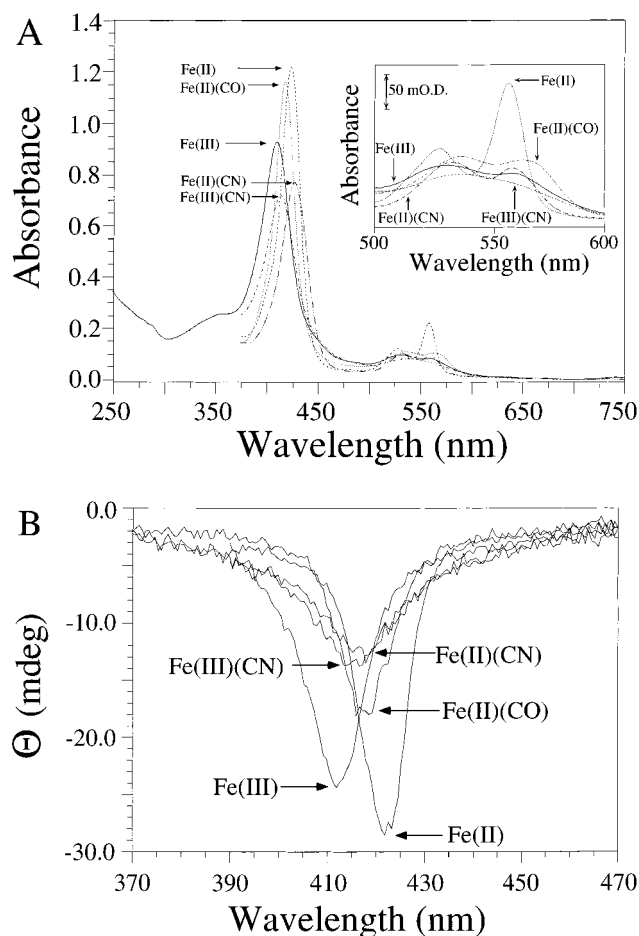 A
Absorbance
1.4
1.2
1.0
0.8
0.6
0.4
0.2
0.0
Fe(II)
Fe(II)(CO)
Fe(III)
Fe(II)(CN)
Fe(III)(CN)
250 350 450 550 650 750
Wavelength (nm)
Absorbance
50 mO.D.
Fe(II)
Fe(III)
Fe(II)(CO)
Fe(II)(CN)
Fe(III)(CN)
500 550 600
Wavelength (nm)
B
Θ (mdeg)
0.0
-10.0
-20.0
-30.0
Fe(III)(CN)
Fe(II)(CN)
Fe(II)(CO)
Fe(III)
Fe(II)
370 390 410 430 450 470
Wavelength (nm)